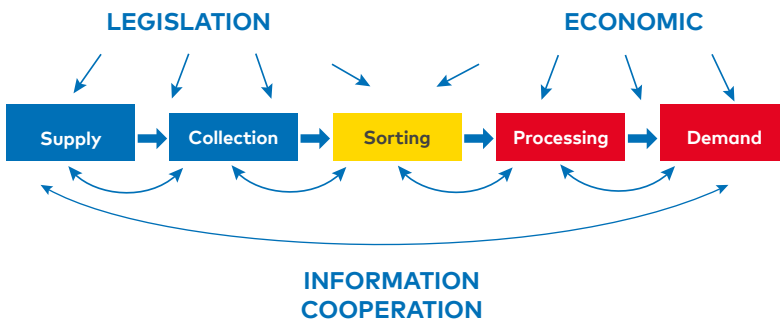 LEGISLATION ECONOMIC
Supply Collection Sorting Processing Demand
INFORMATION
COOPERATION